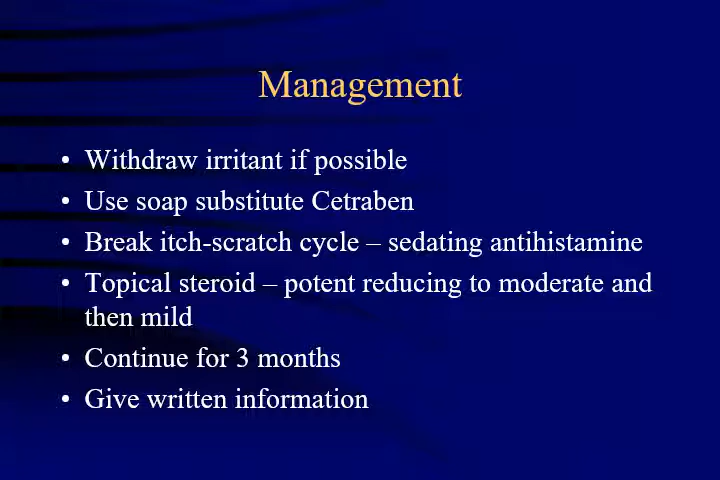 Management
• Withdraw irritant if possible
• Use soap substitute Cetraben
• Break itch-scratch cycle – sedating antihistamine
• Topical steroid – potent reducing to moderate and
then mild
• Continue for 3 months
• Give written information